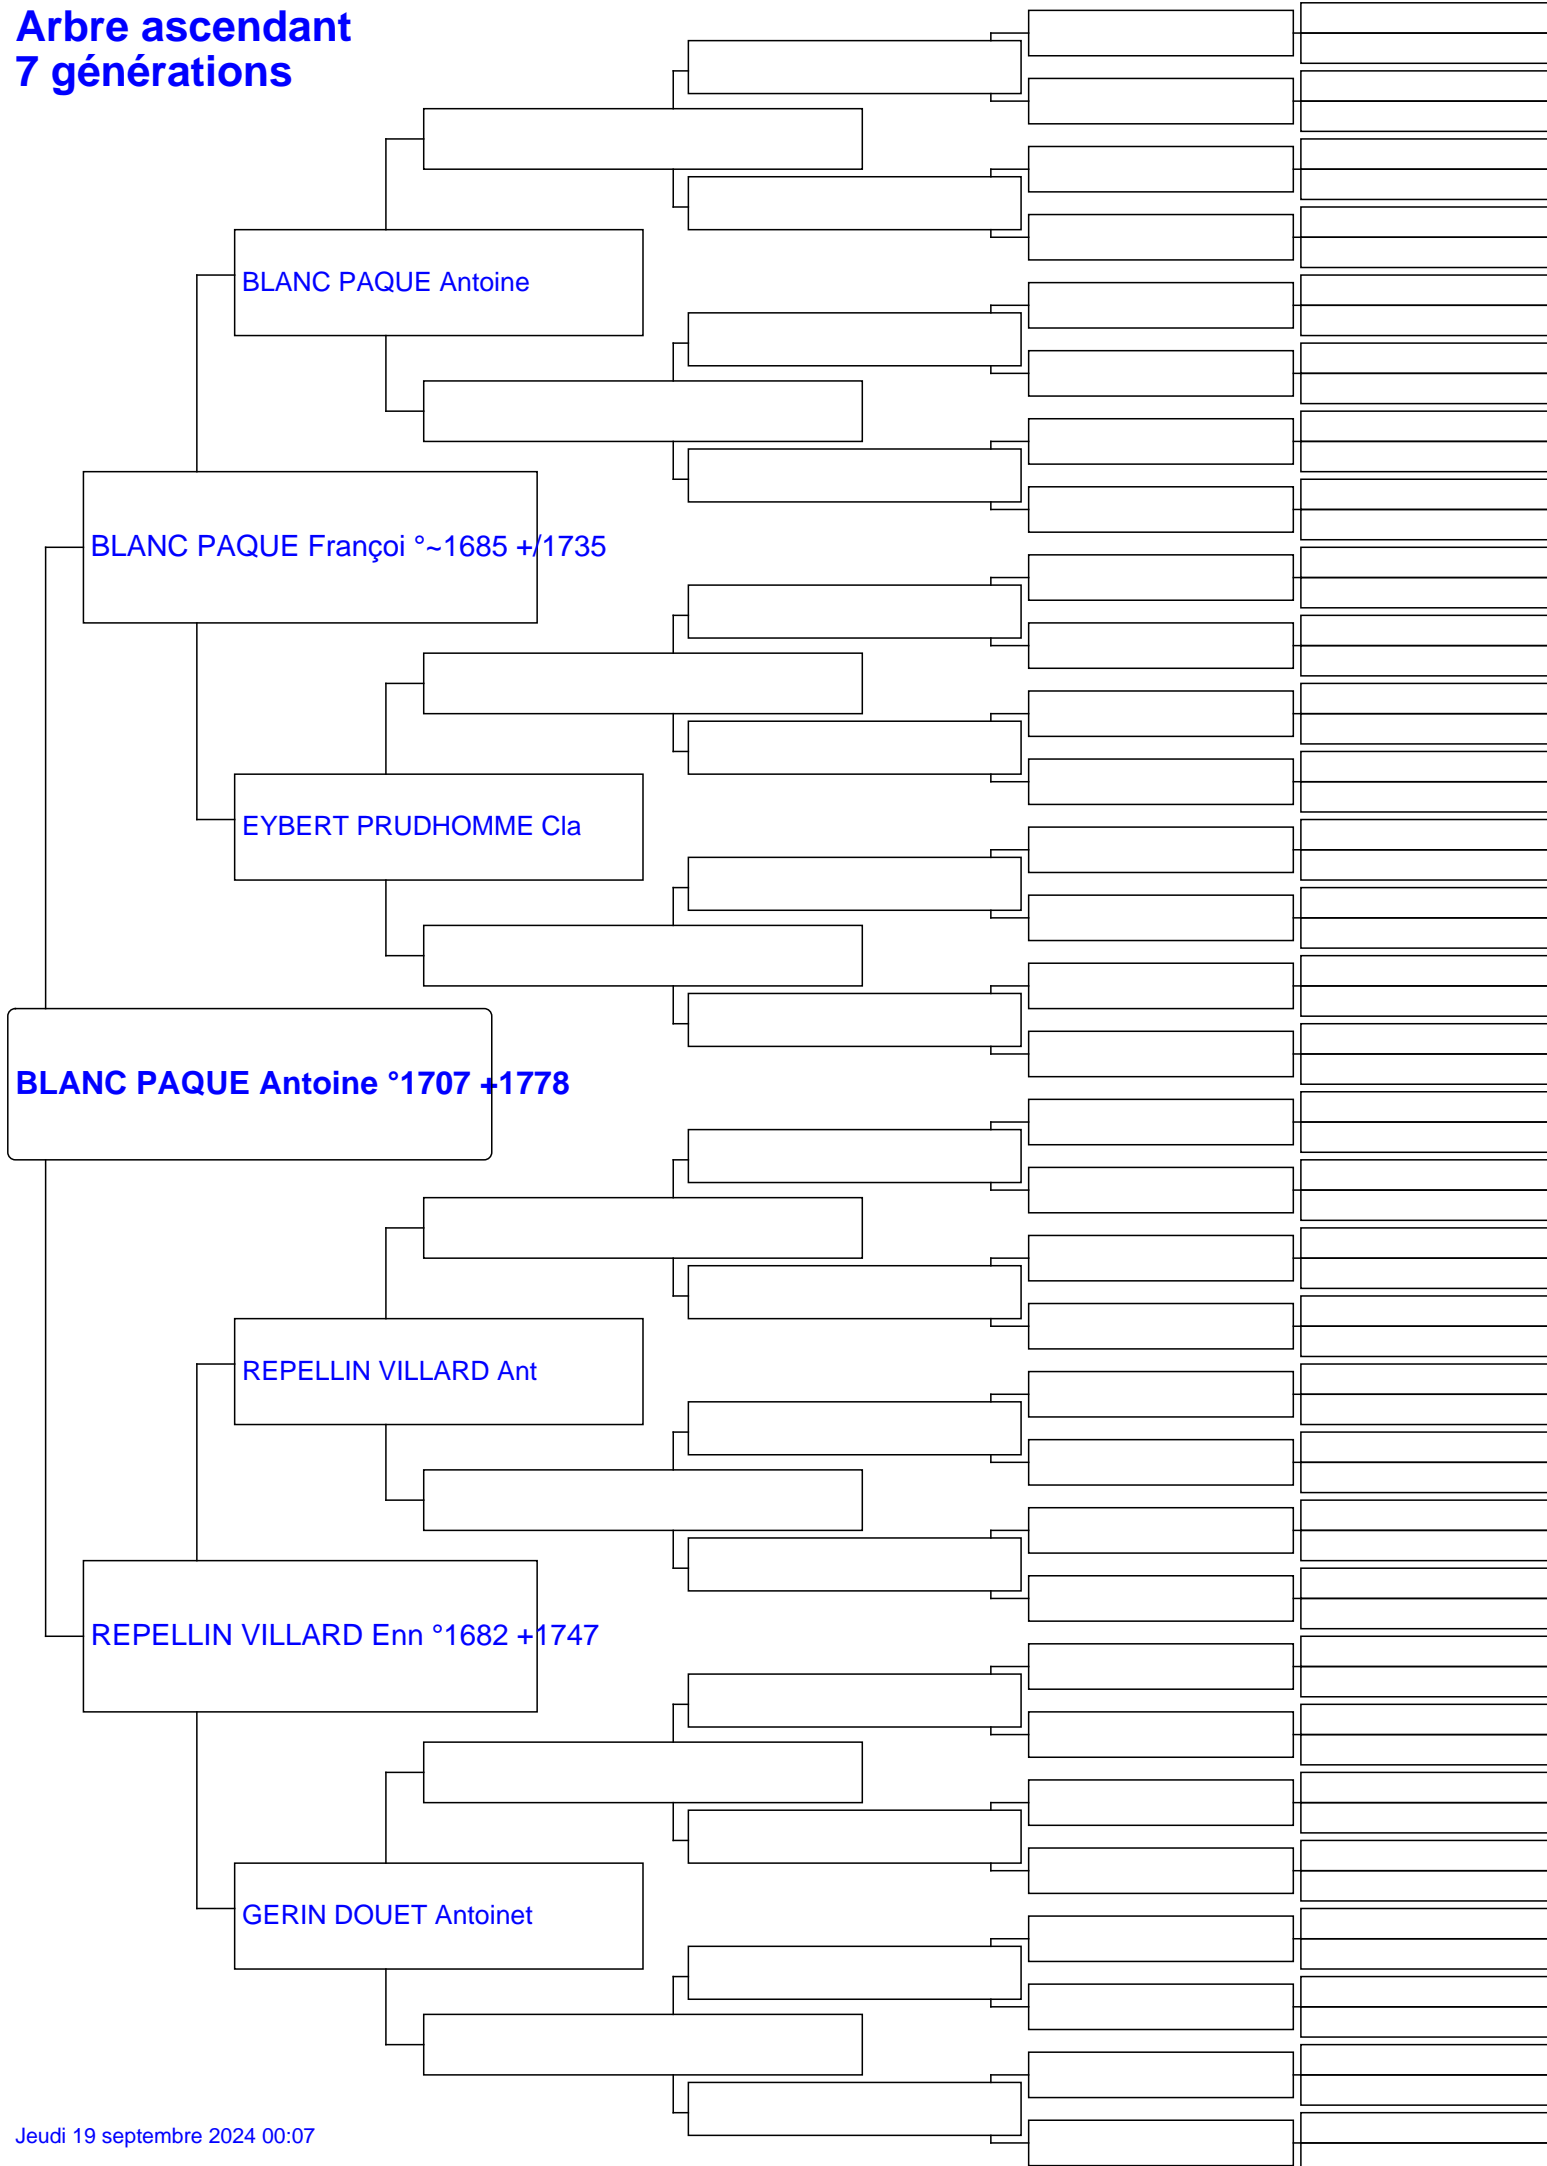 Arbre ascendant
7 générations
BLANC PAQUE Antoine
BLANC PAQUE Françoi °~1685 +/1735
EYBERT PRUDHOMME Cla
BLANC PAQUE Antoine °1707 +1778
REPELLIN VILLARD Ant
REPELLIN VILLARD Enn °1682 +1747
GERIN DOUET Antoinet
Jeudi 19 septembre 2024 00:07